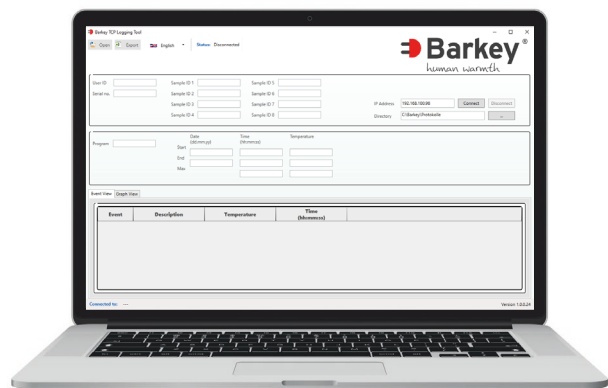 Barkey TCP Logging Tool
Open Export English Status: Disconnected
Barkey®
human warmth
User ID Sample ID 1 Sample ID 5
Serial no. Sample ID 2 Sample ID 6
Sample ID 3 Sample ID 7 IP Address 192.168.100.88 Connect Disconnect
Sample ID 4 Sample ID 8 Directory C:\Barkey\Protokolle ...
Date Time Temperature
(dd.mm.yy) (hh:mm:ss)
Program
Start
End
Max
Event View Graph View
Event Description Temperature Time
(hh:mm:ss)
Connected to: --- Version 1.0.0.24